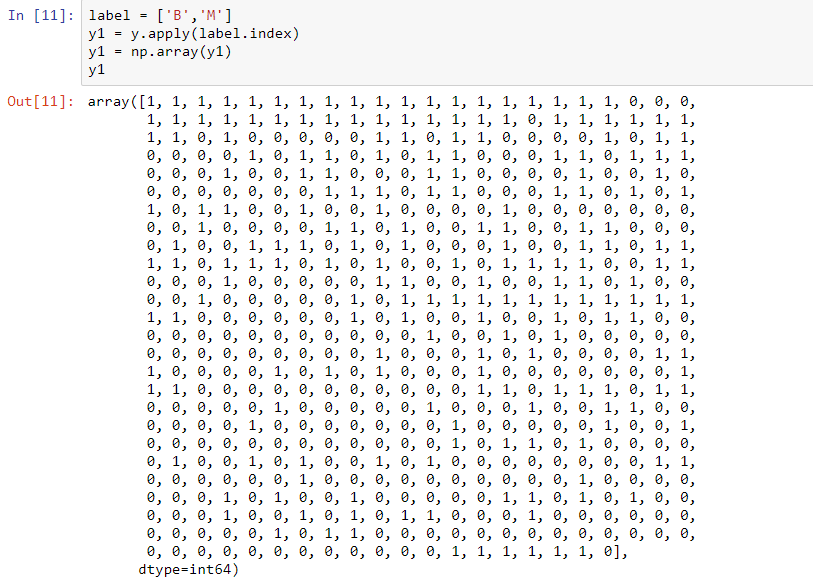 In [11]: label = ['B','M']
y1 = y.apply(label.index)
y1 = np.array(y1)
y1
Out[11]: array([1, 1, 1, 1, 1, 1, 1, 1, 1, 1, 1, 1, 1, 1, 1, 1, 1, 1, 1, 0, 0, 0,
1, 1, 1, 1, 1, 1, 1, 1, 1, 1, 1, 1, 1, 1, 1, 0, 1, 1, 1, 1, 1, 1,
1, 1, 0, 1, 0, 0, 0, 0, 0, 1, 1, 0, 1, 1, 0, 0, 0, 0, 1, 0, 1, 1,
0, 0, 0, 0, 1, 0, 1, 1, 0, 1, 0, 1, 1, 0, 0, 0, 1, 1, 0, 1, 1, 1,
0, 0, 0, 1, 0, 0, 1, 1, 0, 0, 0, 1, 1, 0, 0, 0, 0, 1, 0, 0, 1, 0,
0, 0, 0, 0, 0, 0, 0, 1, 1, 1, 0, 1, 1, 0, 0, 0, 1, 1, 0, 1, 0, 1,
1, 0, 1, 1, 0, 0, 1, 0, 0, 1, 0, 0, 0, 0, 1, 0, 0, 0, 0, 0, 0, 0,
0, 0, 1, 0, 0, 0, 0, 1, 1, 0, 1, 0, 0, 1, 1, 0, 0, 1, 1, 0, 0, 0,
0, 1, 0, 0, 1, 1, 1, 0, 1, 0, 1, 0, 0, 0, 1, 0, 0, 1, 1, 0, 1, 1,
1, 1, 0, 1, 1, 1, 0, 1, 0, 1, 0, 0, 1, 0, 1, 1, 1, 1, 0, 0, 1, 1,
0, 0, 0, 1, 0, 0, 0, 0, 0, 1, 1, 0, 0, 1, 0, 0, 1, 1, 0, 1, 0, 0,
0, 0, 1, 0, 0, 0, 0, 0, 1, 0, 1, 1, 1, 1, 1, 1, 1, 1, 1, 1, 1, 1,
1, 1, 0, 0, 0, 0, 0, 0, 1, 0, 1, 0, 0, 1, 0, 0, 1, 0, 1, 1, 0, 0,
0, 0, 0, 0, 0, 0, 0, 0, 0, 0, 0, 1, 0, 0, 1, 0, 1, 0, 0, 0, 0, 0,
0, 0, 0, 0, 0, 0, 0, 0, 0, 1, 0, 0, 0, 1, 0, 1, 0, 0, 0, 0, 1, 1,
1, 0, 0, 0, 0, 1, 0, 1, 0, 1, 0, 0, 0, 1, 0, 0, 0, 0, 0, 0, 0, 1,
1, 1, 0, 0, 0, 0, 0, 0, 0, 0, 0, 0, 0, 1, 1, 0, 1, 1, 1, 0, 1, 1,
0, 0, 0, 0, 0, 1, 0, 0, 0, 0, 0, 1, 0, 0, 0, 1, 0, 0, 1, 1, 0, 0,
0, 0, 0, 0, 1, 0, 0, 0, 0, 0, 0, 0, 1, 0, 0, 0, 0, 0, 1, 0, 0, 1,
0, 0, 0, 0, 0, 0, 0, 0, 0, 0, 0, 0, 1, 0, 1, 1, 0, 1, 0, 0, 0, 0,
0, 1, 0, 0, 1, 0, 1, 0, 0, 1, 0, 1, 0, 0, 0, 0, 0, 0, 0, 0, 1, 1,
0, 0, 0, 0, 0, 0, 1, 0, 0, 0, 0, 0, 0, 0, 0, 0, 0, 1, 0, 0, 0, 0,
0, 0, 0, 1, 0, 1, 0, 0, 1, 0, 0, 0, 0, 0, 1, 1, 0, 1, 0, 1, 0, 0,
0, 0, 0, 1, 0, 0, 1, 0, 1, 0, 1, 1, 0, 0, 0, 1, 0, 0, 0, 0, 0, 0,
0, 0, 0, 0, 0, 1, 0, 1, 1, 0, 0, 0, 0, 0, 0, 0, 0, 0, 0, 0, 0, 0,
0, 0, 0, 0, 0, 0, 0, 0, 0, 0, 0, 0, 1, 1, 1, 1, 1, 1, 0],
dtype=int64)